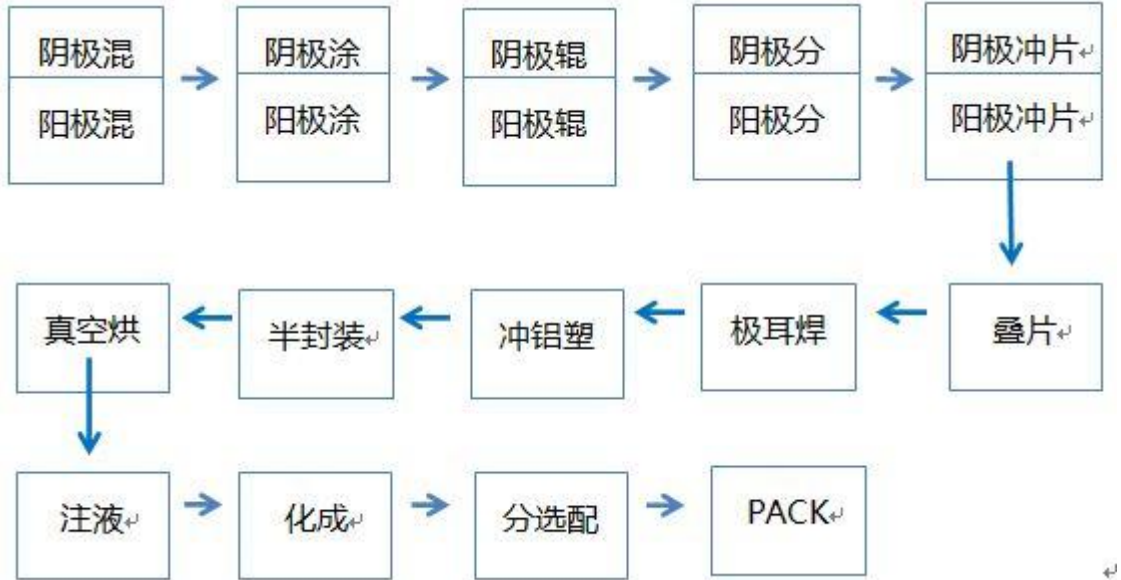 阴极混
阳极混
阴极涂
阳极涂
阴极辊
阳极辊
阴极分
阳极分
阴极冲片
阳极冲片
叠片
极耳焊
冲铝塑
半封装
真空烘
注液
化成
分选配
PACK